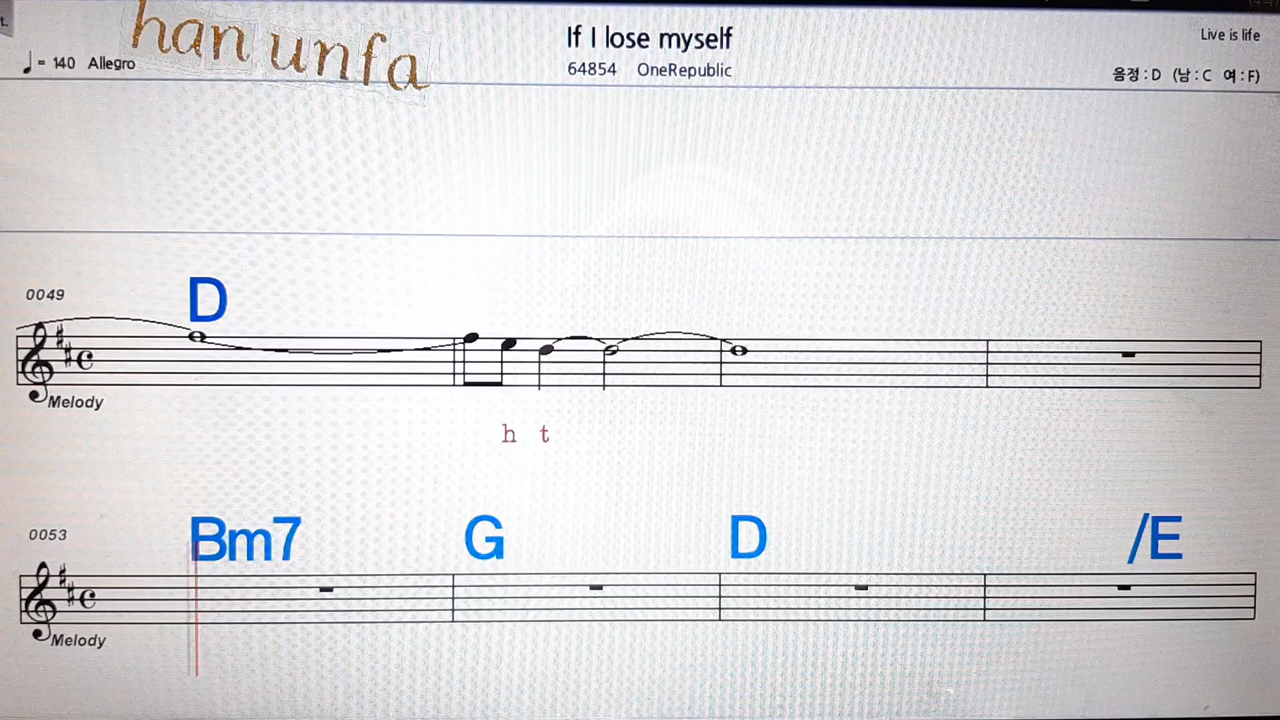 t.
han unfa
If I lose myself
Live is life
♩ = 140 Allegro
64854 OneRepublic
음정 : D (남 : C 여 : F)
0049
D
Melody
h t
0053
Bm7 G D /E
Melody